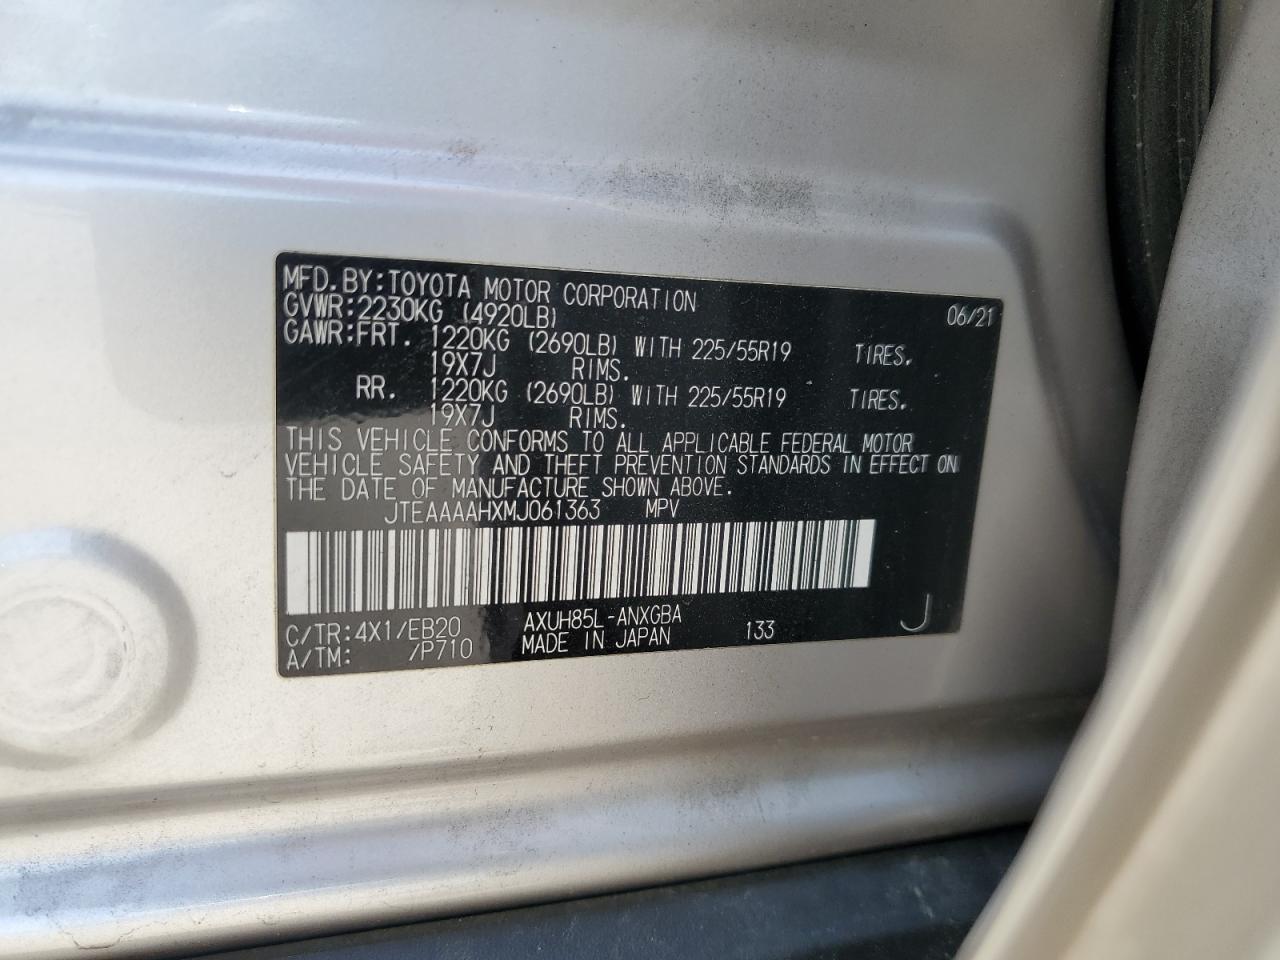 MFD.BY:TOYOTA MOTOR CORPORATION 06/21
GVWR:2230KG (4920LB)
GAWR:FRT. 1220KG (2690LB) WITH 225/55R19 TIRES.
19X7J RIMS.
RR. 1220KG (2690LB) WITH 225/55R19 TIRES.
19X7J RIMS.
THIS VEHICLE CONFORMS TO ALL APPLICABLE FEDERAL MOTOR
VEHICLE SAFETY AND THEFT PREVENTION STANDARDS IN EFFECT ON
THE DATE OF MANUFACTURE SHOWN ABOVE.
JTEAAAAHXMJ061363 MPV
C/TR:4X1/EB20 AXUH85L-ANXGBA 133 J
A/TM: /P710 MADE IN JAPAN